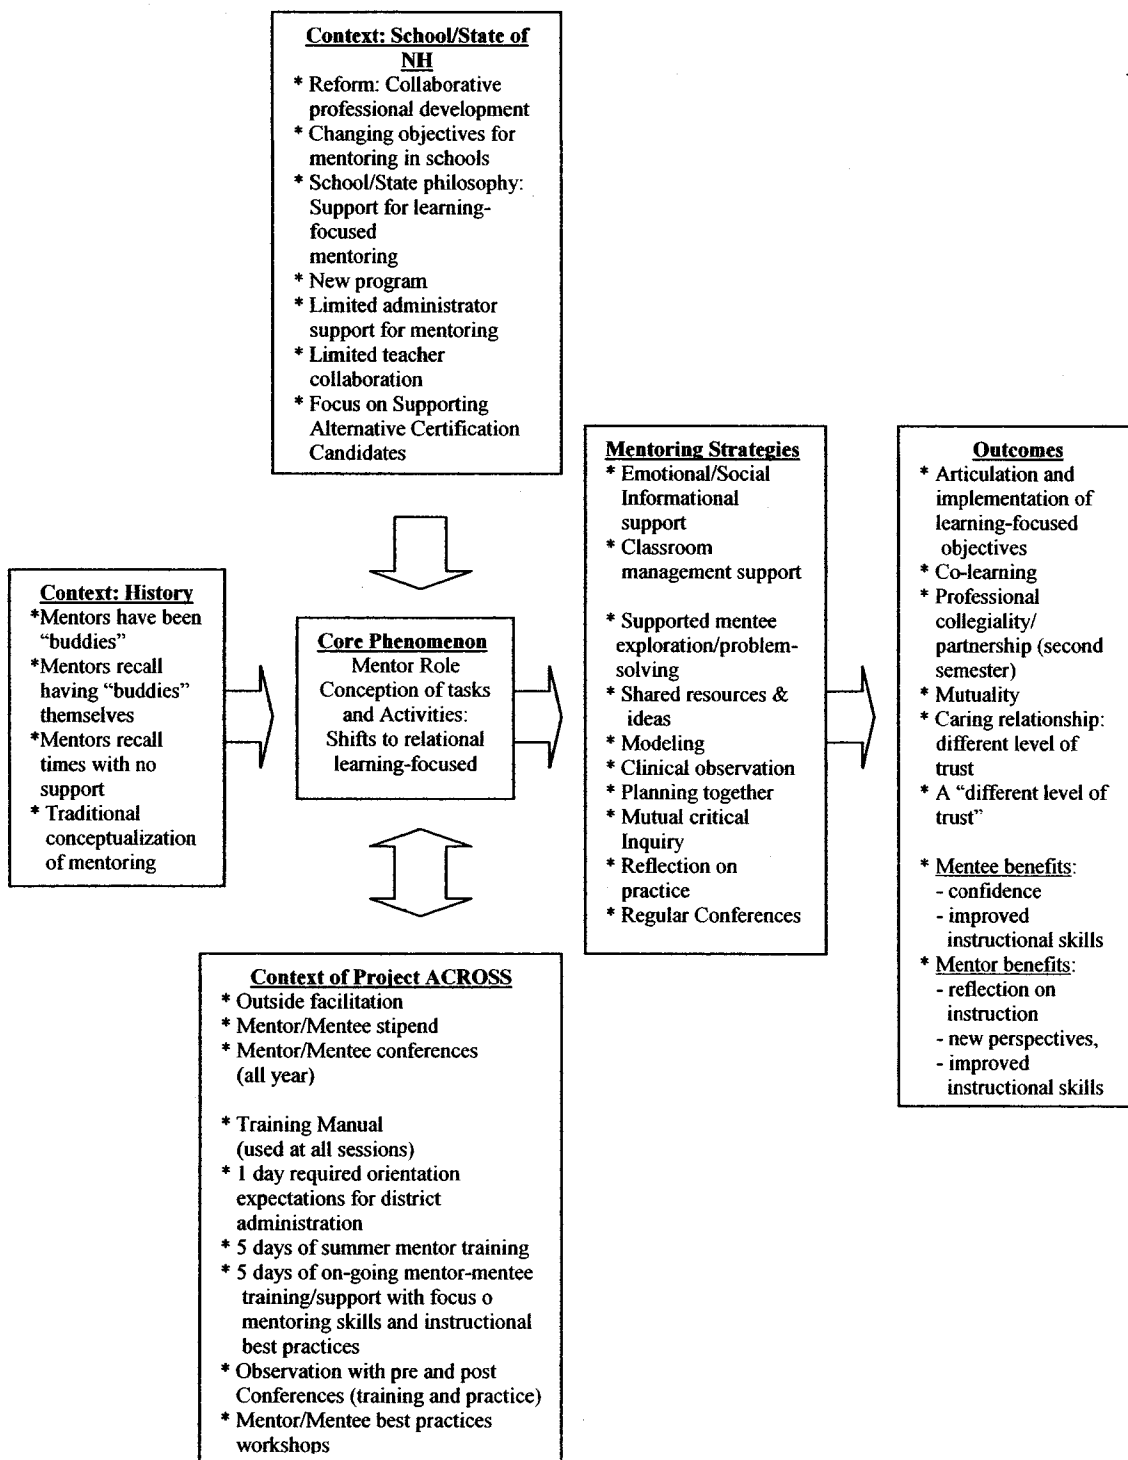 Context: School/State of
NH
* Reform: Collaborative
professional development
* Changing objectives for
mentoring in schools
* School/State philosophy:
Support for learning-
focused
mentoring
* New program
* Limited administrator
support for mentoring
* Limited teacher
collaboration
* Focus on Supporting
Alternative Certification
Candidates
Context: History
*Mentors have been
“buddies”
*Mentors recall
having “buddies”
themselves
*Mentors recall
times with no
support
* Traditional
conceptualization
of mentoring
Core Phenomenon
Mentor Role
Conception of tasks
and Activities:
Shifts to relational
learning-focused
Mentoring Strategies
* Emotional/Social
Informational
support
* Classroom
management support
* Supported mentee
exploration/problem-
solving
* Shared resources &
ideas
* Modeling
* Clinical observation
* Planning together
* Mutual critical
Inquiry
* Reflection on
practice
* Regular Conferences
Outcomes
* Articulation and
implementation of
learning-focused
objectives
* Co-learning
* Professional
collegiality/
partnership (second
semester)
* Mutuality
* Caring relationship:
different level of
trust
* A “different level of
trust”
* Mentee benefits:
- confidence
- improved
instructional skills
* Mentor benefits:
- reflection on
instruction
- new perspectives,
- improved
instructional skills
Context of Project ACROSS
* Outside facilitation
* Mentor/Mentee stipend
* Mentor/Mentee conferences
(all year)
* Training Manual
(used at all sessions)
* 1 day required orientation
expectations for district
administration
* 5 days of summer mentor training
* 5 days of on-going mentor-mentee
training/support with focus o
mentoring skills and instructional
best practices
* Observation with pre and post
Conferences (training and practice)
* Mentor/Mentee best practices
workshops